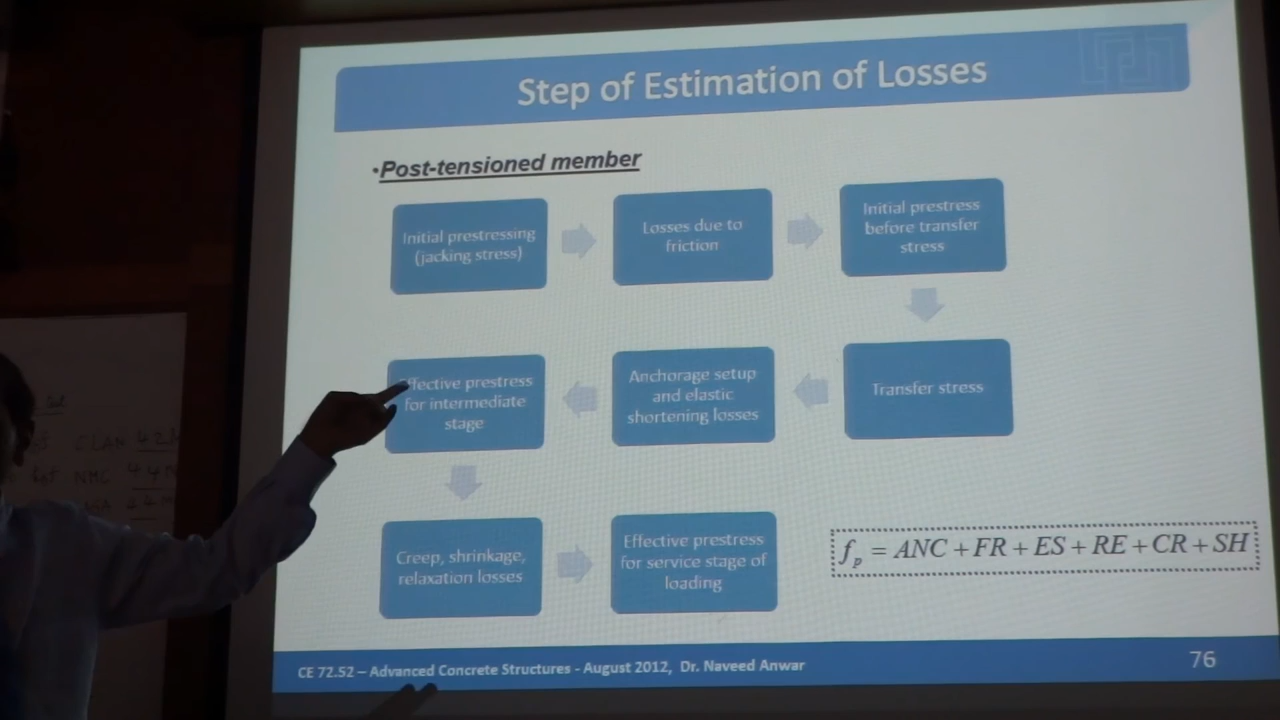 Step of Estimation of Losses
•Post-tensioned member
Initial prestressing
(jacking stress)
Losses due to
friction
Initial prestress
before transfer
stress
Transfer stress
Anchorage setup
and elastic
shortening losses
Effective prestress
for intermediate
stage
Creep, shrinkage,
relaxation losses
Effective prestress
for service stage of
loading
f_p = ANC + FR + ES + RE + CR + SH
CE 72.52 – Advanced Concrete Structures - August 2012, Dr. Naveed Anwar
76
NMC